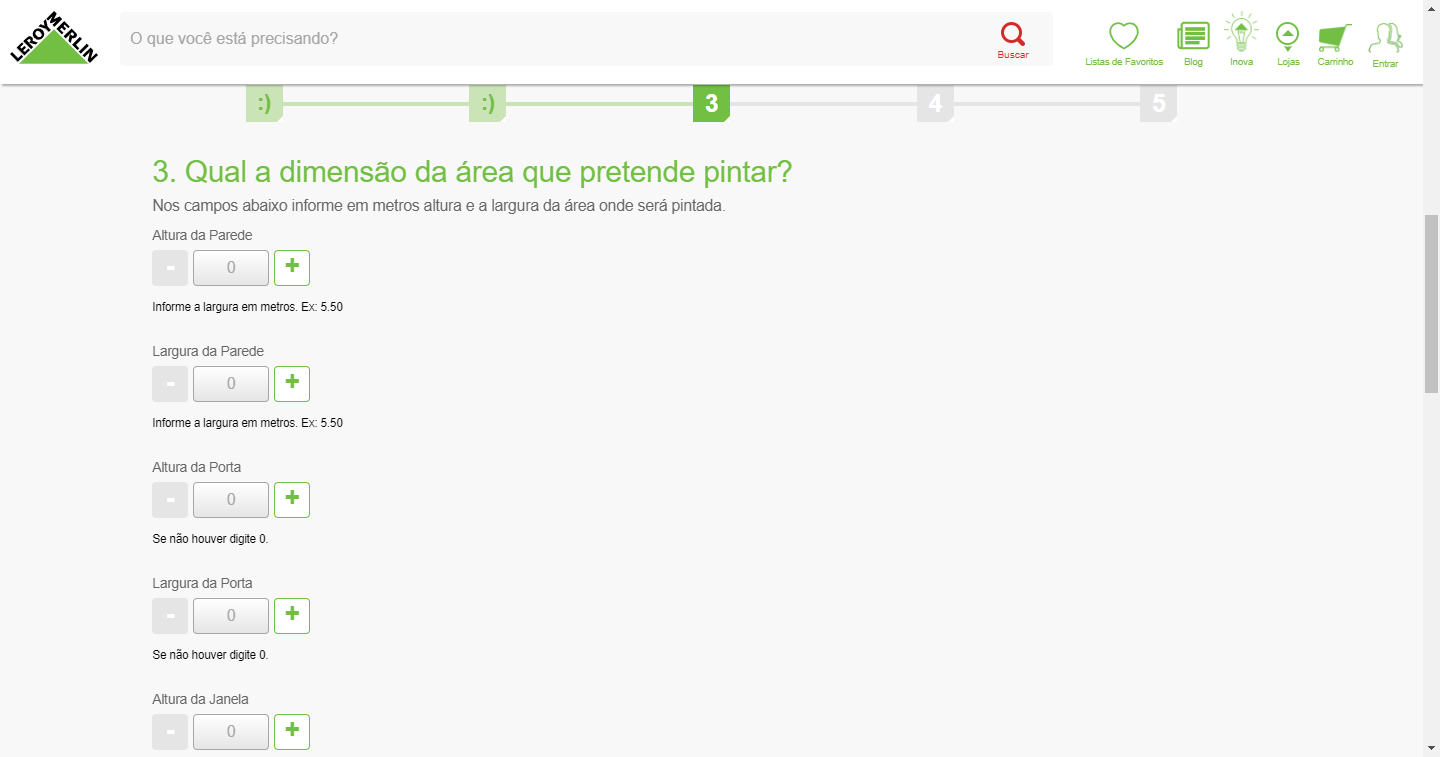 LEROY MERLIN
O que você está precisando?
Buscar
Listas de Favoritos
Blog
Inova
Lojas
Carrinho
Entrar
:)
:)
3
4
5
3. Qual a dimensão da área que pretende pintar?
Nos campos abaixo informe em metros altura e a largura da área onde será pintada.
Altura da Parede
- 0 +
Informe a largura em metros. Ex: 5.50
Largura da Parede
- 0 +
Informe a largura em metros. Ex: 5.50
Altura da Porta
- 0 +
Se não houver digite 0.
Largura da Porta
- 0 +
Se não houver digite 0.
Altura da Janela
- 0 +